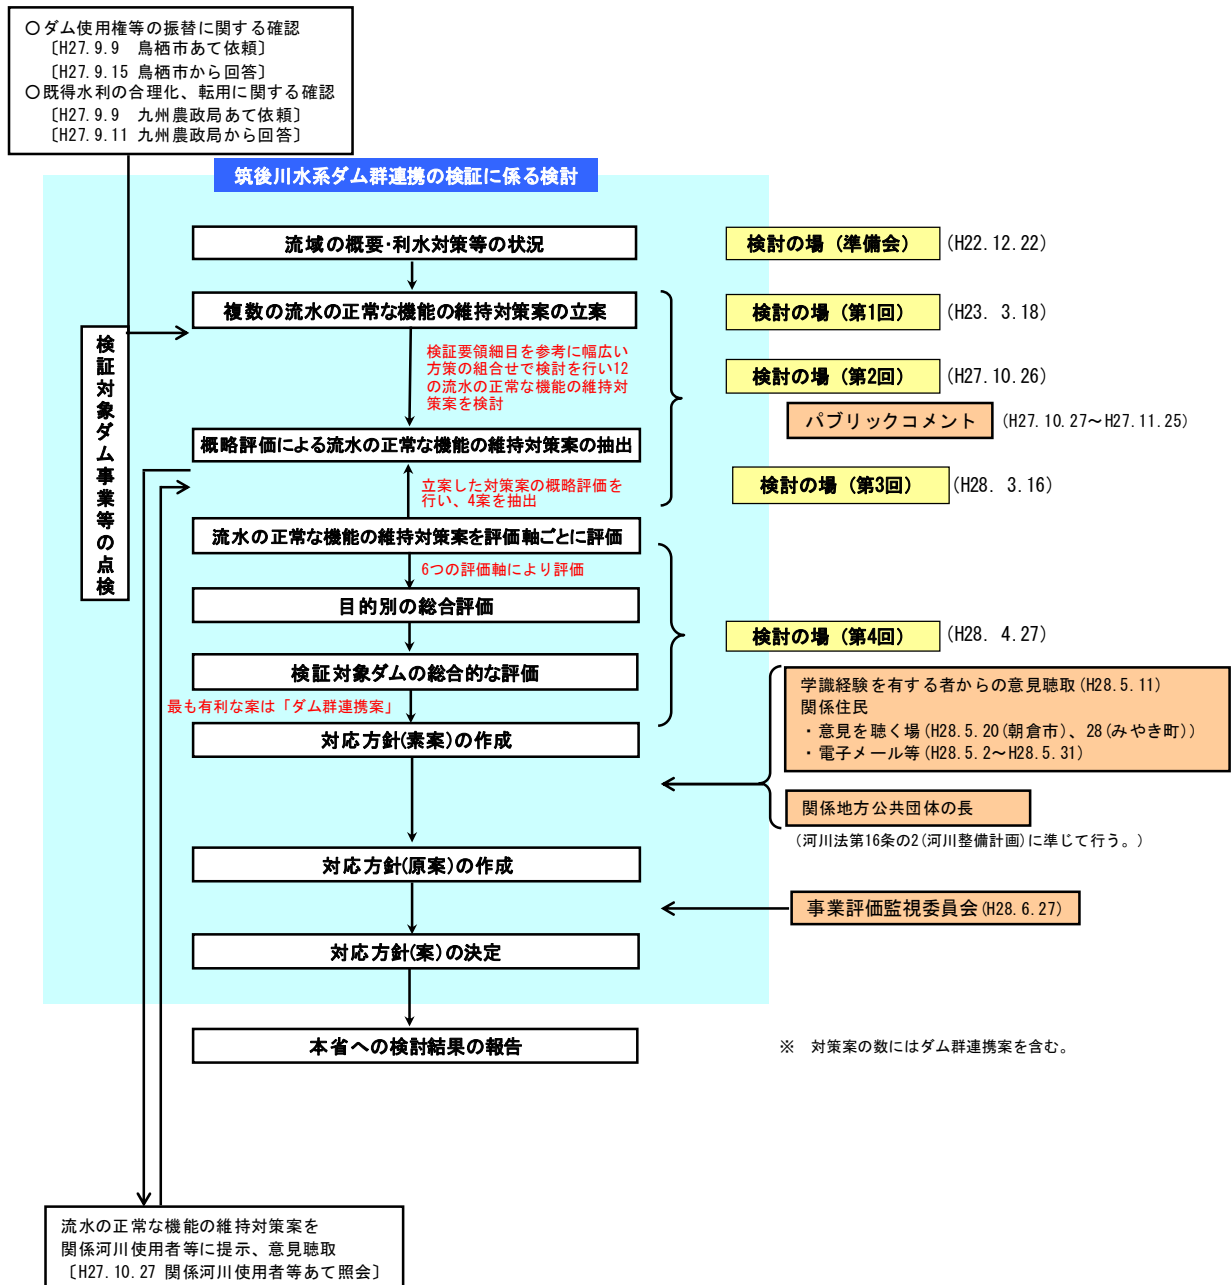 ○ダム使用権等の振替に関する確認
〔H27.9.9 鳥栖市あて依頼〕
〔H27.9.15 鳥栖市から回答〕
○既得水利の合理化、転用に関する確認
〔H27.9.9 九州農政局あて依頼〕
〔H27.9.11 九州農政局から回答〕
筑後川水系ダム群連携の検証に係る検討
検証対象ダム事業等の点検
流域の概要・利水対策等の状況
複数の流水の正常な機能の維持対策案の立案
検証要領細目を参考に幅広い
方策の組合せで検討を行い12
の流水の正常な機能の維持対
策案を検討
概略評価による流水の正常な機能の維持対策案の抽出
立案した対策案の概略評価を
行い、4案を抽出
流水の正常な機能の維持対策案を評価軸ごとに評価
6つの評価軸により評価
目的別の総合評価
検証対象ダムの総合的な評価
最も有利な案は「ダム群連携案」
対応方針(素案)の作成
対応方針(原案)の作成
対応方針(案)の決定
本省への検討結果の報告
検討の場（準備会） (H22.12.22)
検討の場（第1回） (H23. 3.18)
検討の場（第2回） (H27.10.26)
パブリックコメント (H27.10.27～H27.11.25)
検討の場（第3回） (H28. 3.16)
検討の場（第4回） (H28. 4.27)
学識経験を有する者からの意見聴取(H28.5.11)
関係住民
・意見を聴く場(H28.5.20(朝倉市)、28(みやき町))
・電子メール等(H28.5.2～H28.5.31)
関係地方公共団体の長
(河川法第16条の2(河川整備計画)に準じて行う。)
事業評価監視委員会(H28.6.27)
※ 対策案の数にはダム群連携案を含む。
流水の正常な機能の維持対策案を
関係河川使用者等に提示、意見聴取
〔H27.10.27 関係河川使用者等あて照会〕